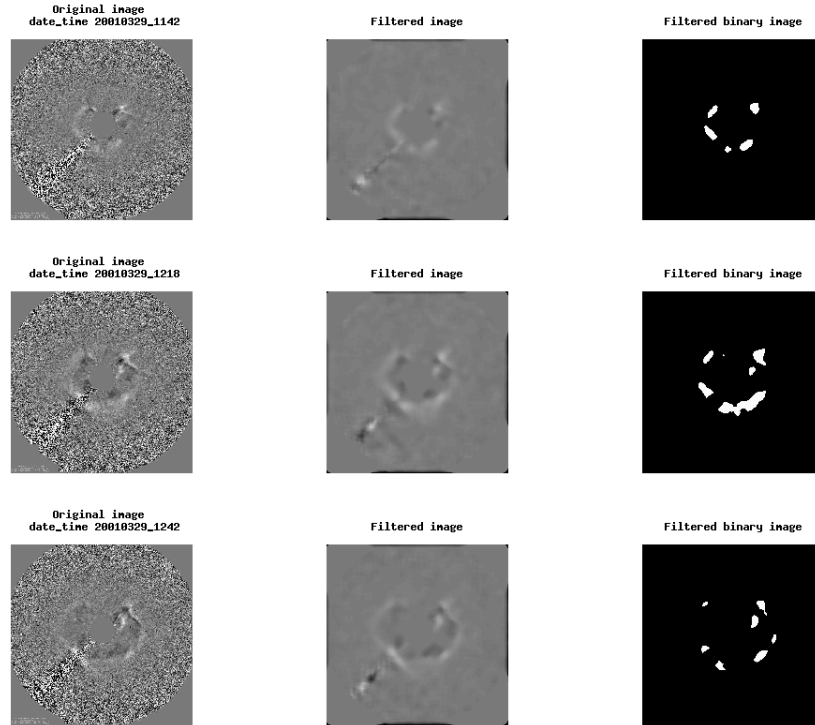 Original image
date_time 20010329_1142
Filtered image
Filtered binary image
Original image
date_time 20010329_1218
Filtered image
Filtered binary image
Original image
date_time 20010329_1242
Filtered image
Filtered binary image